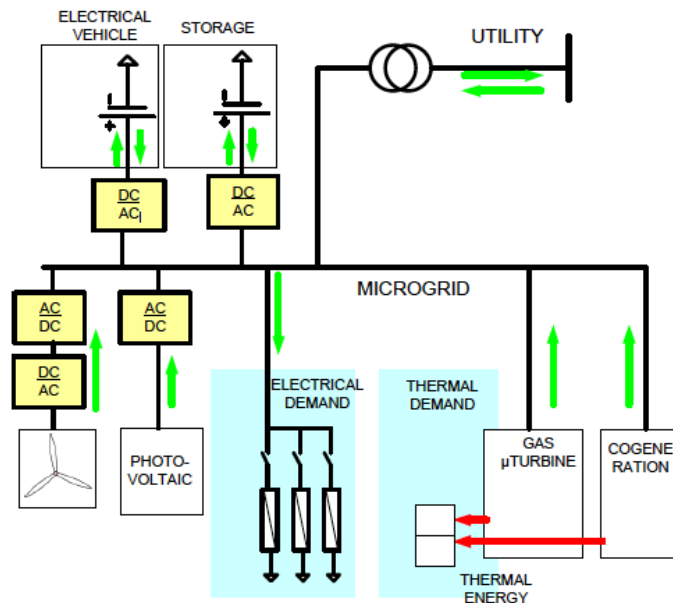 ELECTRICAL
VEHICLE
STORAGE
UTILITY
DC
AC
DC
AC
MICROGRID
AC
DC
AC
DC
DC
AC
ELECTRICAL
DEMAND
THERMAL
DEMAND
PHOTO-
VOLTAIC
GAS
µTURBINE
COGENE
RATION
THERMAL
ENERGY